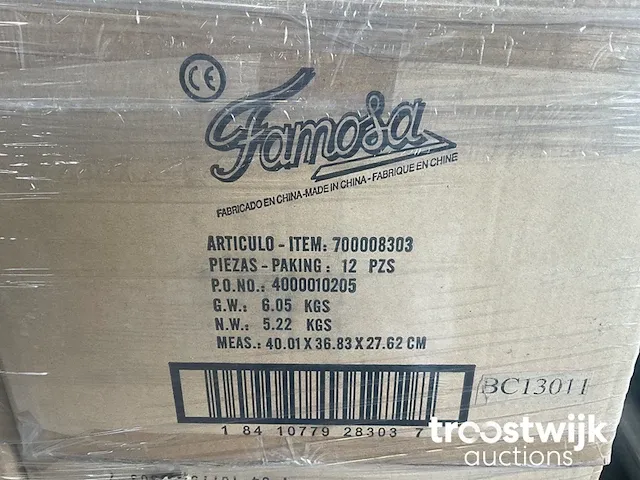 CE
Famosa
FABRICADO EN CHINA-MADE IN CHINA-FABRIQUE EN CHINE
ARTICULO - ITEM: 700008303
PIEZAS - PAKING : 12 PZS
P.O.NO.: 4000010205
G.W.: 6.05 KGS
N.W.: 5.22 KGS
MEAS.: 40.01 X 36.83 X 27.62 CM
BC13011
1 84 10779 28303 7
troostwijk
auctions